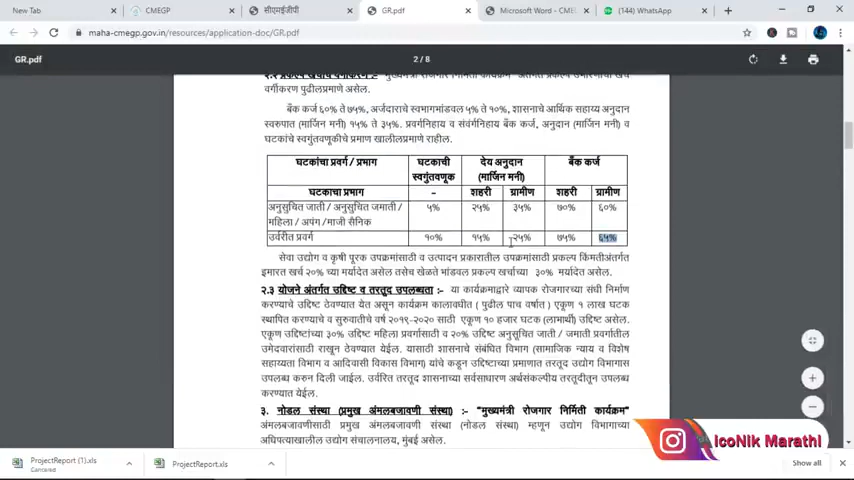 New Tab
CMEGP
सीएमईजीपी
GR.pdf
Microsoft Word - CME
(144) WhatsApp
maha-cmegp.gov.in/resources/application-doc/GR.pdf
GR.pdf
2 / 8
पुढीलप्रमाणे असेल.
बँक कर्ज ६०% ते ७५%, अर्जदाराचे स्वभागभांडवल ५% ते १०%, शासनाचे आर्थिक सहाय्य अनुदान
स्वरुपात (मार्जिन मनी) १५% ते ३५%. प्रवर्गनिहाय व संवर्गनिहाय बँक कर्ज, अनुदान (मार्जिन मनी) व
घटकांचे स्वगुंतवणूकीचे प्रमाण खालीलप्रमाणे राहील.
घटकांचा प्रवर्ग / प्रभाग घटकाची स्वगुंतवणूक देय अनुदान (मार्जिन मनी) बँक कर्ज
घटकाचा प्रभाग – शहरी ग्रामीण शहरी ग्रामीण
अनुसुचित जाती / अनुसुचित जमाती / महिला / अपंग / माजी सैनिक ५% २५% ३५% ७०% ६०%
उर्वरीत प्रवर्ग १०% १५% २५% ७५% ६५%
सेवा उद्योग व कृषी पूरक उपक्रमांसाठी व उत्पादन प्रकारातील उपक्रमांसाठी प्रकल्प किंमतीअंतर्गत
इमारत खर्च २०% च्या मर्यादेत असेल तसेच खेळते भांडवल प्रकल्प खर्चाच्या ३०% मर्यादेत असेल.
२.३ योजने अंतर्गत उद्दिष्ट व तरतूद उपलब्धता :- या कार्यक्रमाद्वारे व्यापक रोजगाराच्या संधी निर्माण
करण्याचे उद्दिष्ट ठेवण्यात येत असून कार्यक्रम कालावधीत ( पुढील पाच वर्षात ) एकूण १ लाख घटक
स्थापित करण्याचे व सुरुवातीचे वर्ष २०१९-२०२० साठी एकूण १० हजार घटक (लाभार्थी) उद्दिष्ट असेल.
एकूण उद्दिष्टांच्या ३०% उद्दिष्ट महिला प्रवर्गासाठी व २०% उद्दिष्ट अनुसूचित जाती / जमाती प्रवर्गातील
उमेदवारांसाठी राखून ठेवण्यात येईल. यासाठी शासनाचे संबंधित विभाग (सामाजिक न्याय व विशेष
सहाय्यता विभाग व आदिवासी विकास विभाग) यांचे कडून उद्दिष्टाच्या प्रमाणात तरतूद उद्योग विभागास
उपलब्ध करुन दिली जाईल. उर्वरित तरतूद शासनाच्या सर्वसाधारण अर्थसंकल्पीय तरतूदीतून उपलब्ध
करण्यात येईल.
३. नोडल संस्था (प्रमुख अंमलबजावणी संस्था) :- "मुख्यमंत्री रोजगार निर्मिती कार्यक्रम"
अंमलबजावणीसाठी प्रमुख अंमलबजावणी संस्था (नोडल संस्था) म्हणून उद्योग विभागाच्या
अधिपत्याखालील उद्योग संचालनालय, मुंबई असेल.
IcoNik Marathi
ProjectReport (1).xls
Cancelled
ProjectReport.xls
Show all